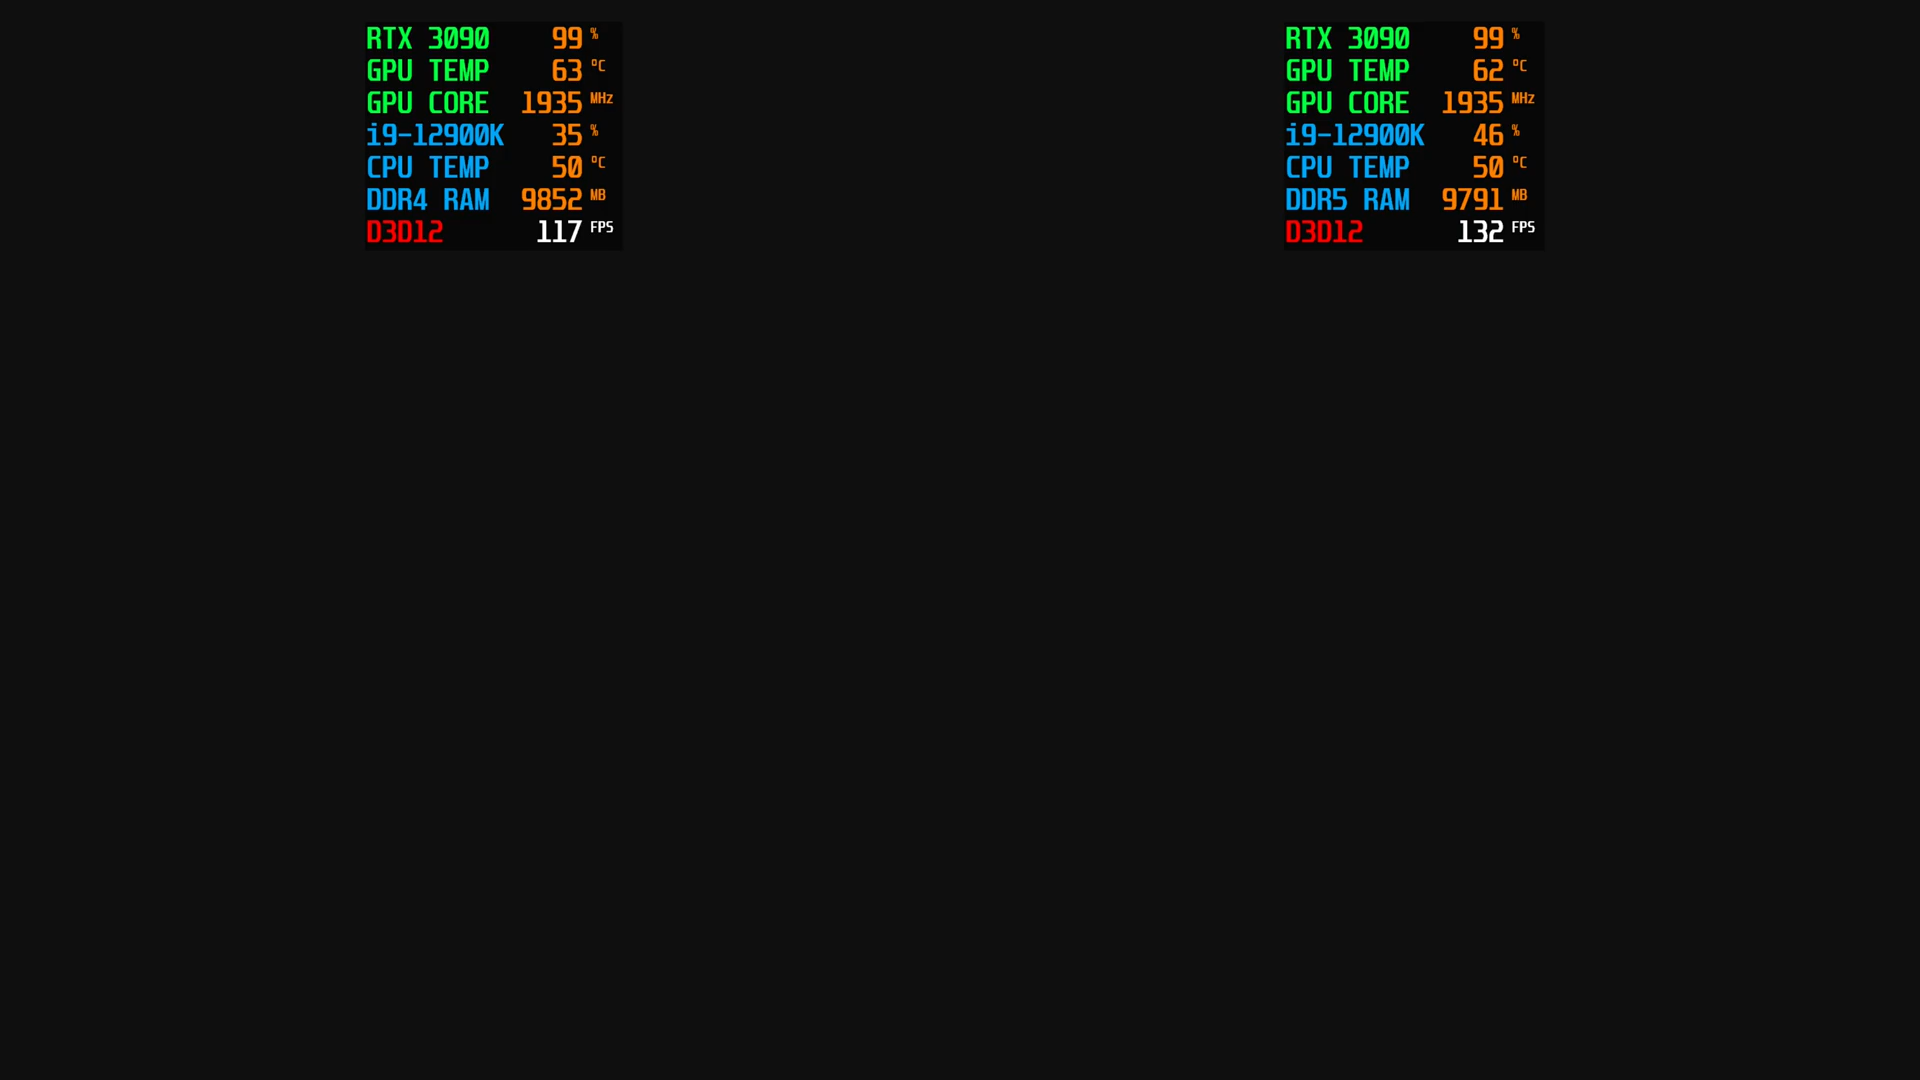 RTX 3090 99 %
GPU TEMP 63 °C
GPU CORE 1935 MHz
i9-12900K 35 %
CPU TEMP 50 °C
DDR4 RAM 9852 MB
D3D12 117 FPS
RTX 3090 99 %
GPU TEMP 62 °C
GPU CORE 1935 MHz
i9-12900K 46 %
CPU TEMP 50 °C
DDR5 RAM 9791 MB
D3D12 132 FPS